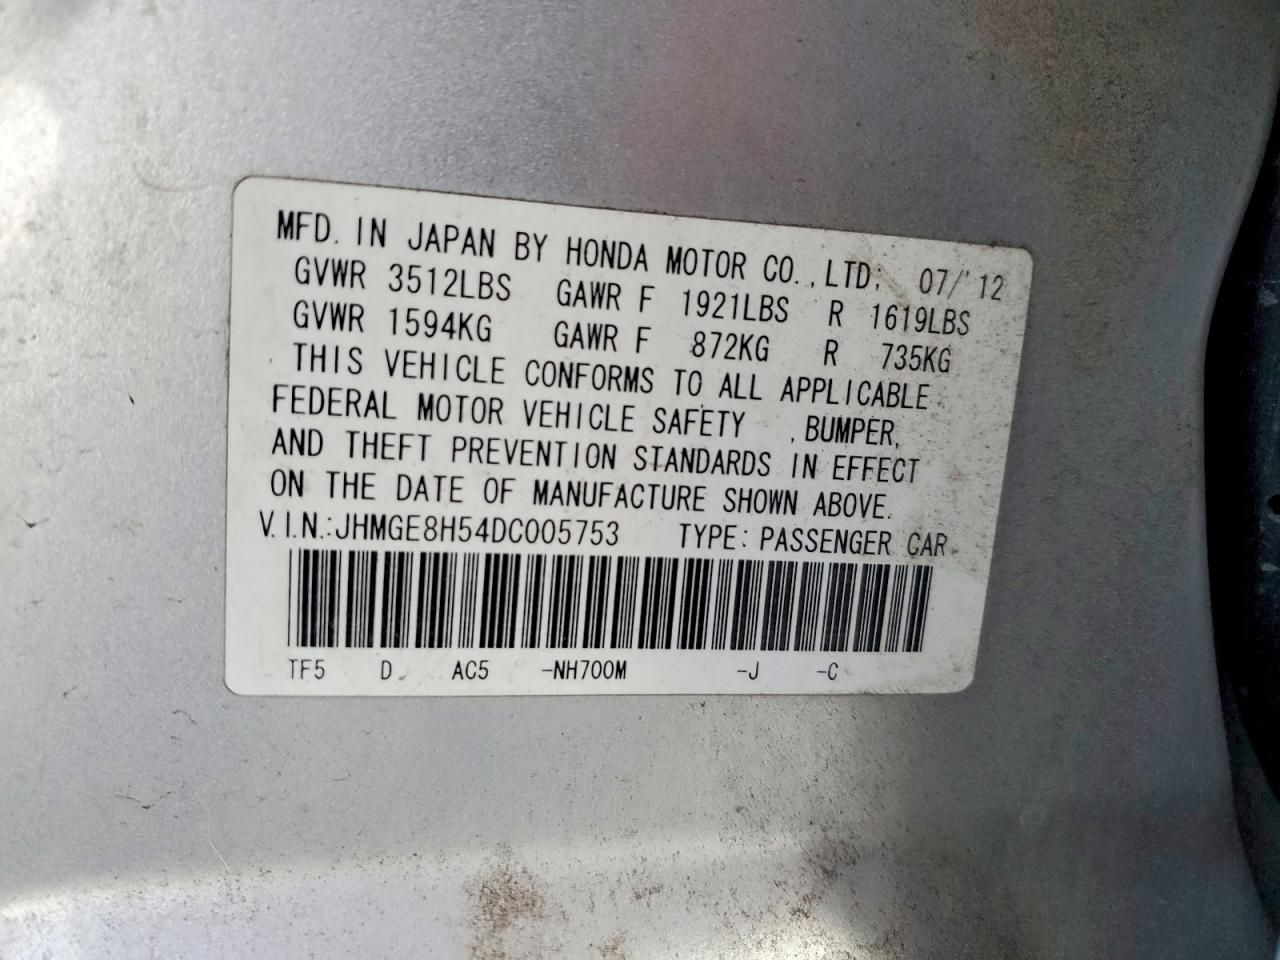 MFD. IN JAPAN BY HONDA MOTOR CO., LTD; 07/'12
GVWR 3512LBS GAWR F 1921LBS R 1619LBS
GVWR 1594KG GAWR F 872KG R 735KG
THIS VEHICLE CONFORMS TO ALL APPLICABLE
FEDERAL MOTOR VEHICLE SAFETY , BUMPER,
AND THEFT PREVENTION STANDARDS IN EFFECT
ON THE DATE OF MANUFACTURE SHOWN ABOVE.
V.I.N.:JHMGE8H54DC005753 TYPE: PASSENGER CAR
TF5 D AC5 -NH700M -J -C